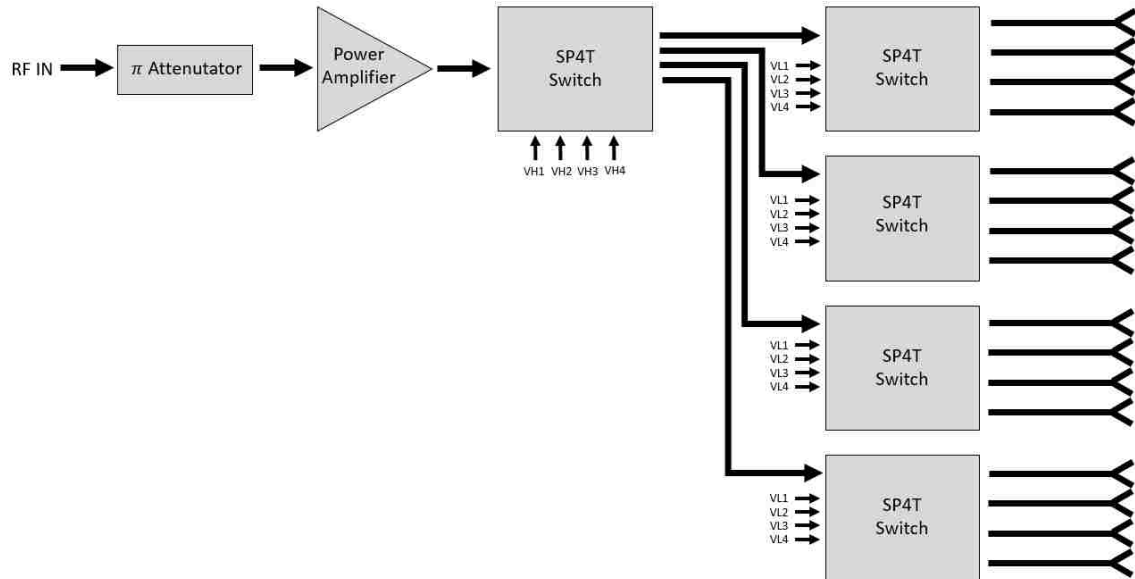 RF IN
π Attenutator
Power
Amplifier
SP4T
Switch
VH1 VH2 VH3 VH4
SP4T
Switch
VL1
VL2
VL3
VL4
SP4T
Switch
VL1
VL2
VL3
VL4
SP4T
Switch
VL1
VL2
VL3
VL4
SP4T
Switch
VL1
VL2
VL3
VL4